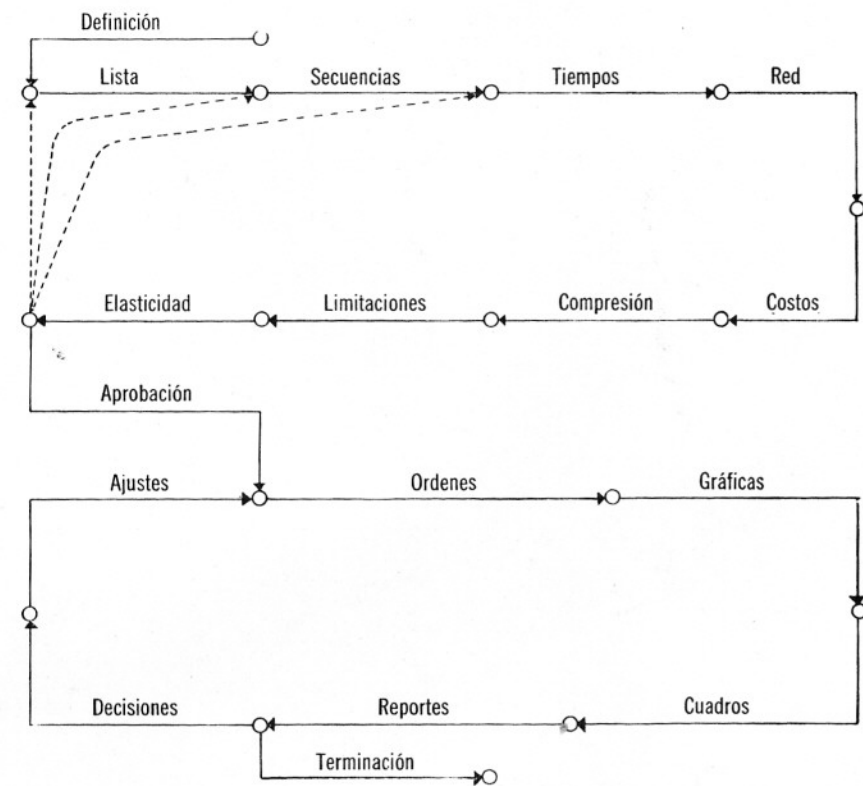 Definición
Lista
Secuencias
Tiempos
Red
Elasticidad
Limitaciones
Compresión
Costos
Aprobación
Ajustes
Ordenes
Gráficas
Decisiones
Reportes
Cuadros
Terminación